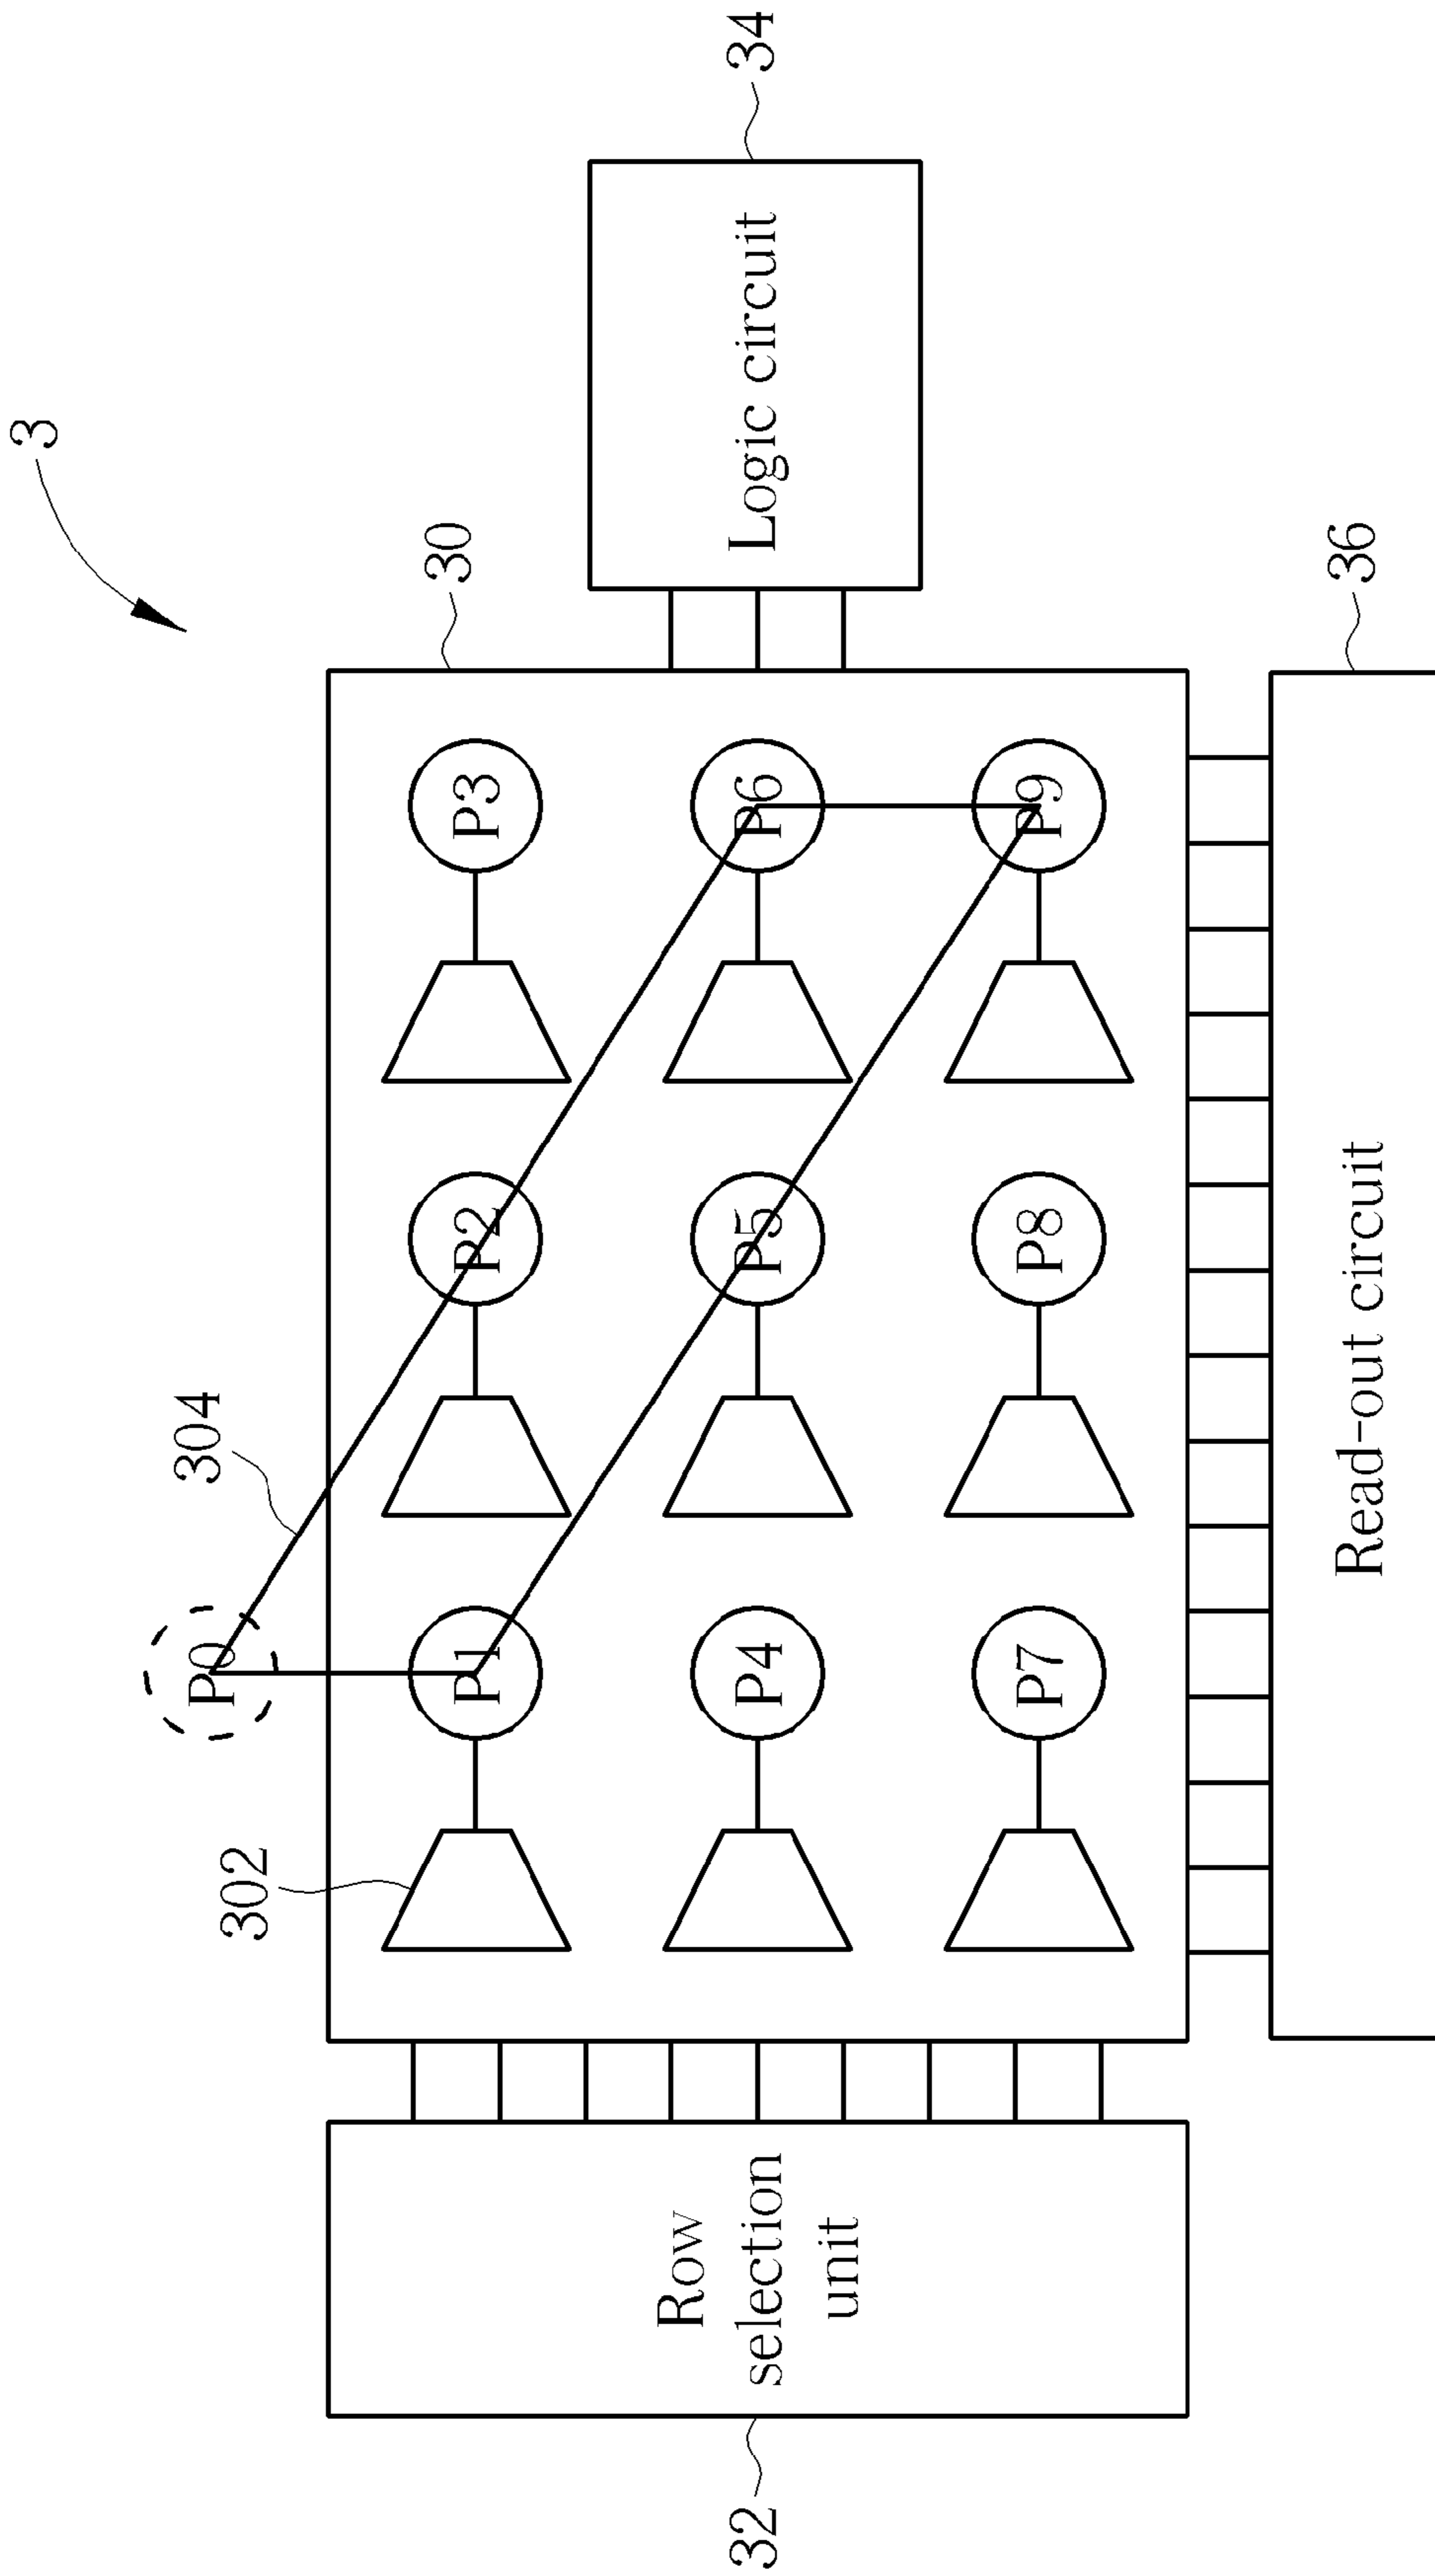 3
P0
304
302
30
P1
P2
P3
32
Row
selection
unit
P4
P5
P6
Logic circuit
34
P7
P8
P9
36
Read-out circuit